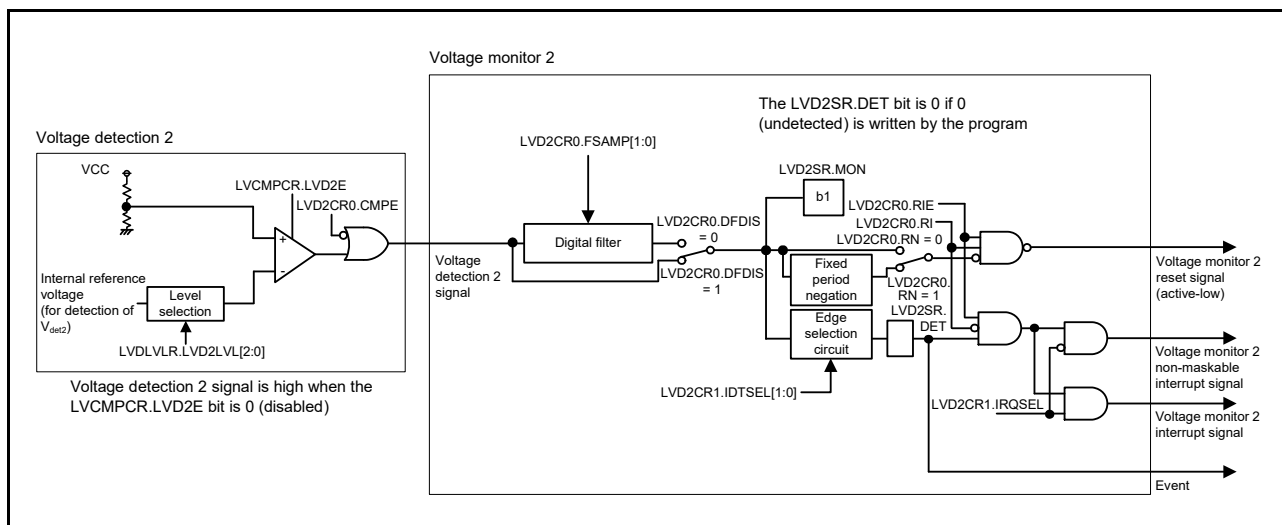 Voltage monitor 2
The LVD2SR.DET bit is 0 if 0
(undetected) is written by the program
Voltage detection 2
LVD2CR0.FSAMP[1:0]
VCC
LVCMPCR.LVD2E
LVD2CR0.CMPE
LVD2SR.MON
b1
LVD2CR0.RIE
LVD2CR0.RI
LVD2CR0.RN = 0
LVD2CR0.DFDIS
= 0
Digital filter
+
-
Voltage
detection 2
signal
LVD2CR0.DFDIS
= 1
Fixed
period
negation
LVD2CR0.
RN = 1
LVD2SR.
DET
Voltage monitor 2
reset signal
(active-low)
Internal reference
voltage
(for detection of
Vdet2)
Level
selection
LVDLVLR.LVD2LVL[2:0]
Edge
selection
circuit
Voltage monitor 2
non-maskable
interrupt signal
Voltage detection 2 signal is high when the
LVCMPCR.LVD2E bit is 0 (disabled)
LVD2CR1.IDTSEL[1:0]
LVD2CR1.IRQSEL
Voltage monitor 2
interrupt signal
Event